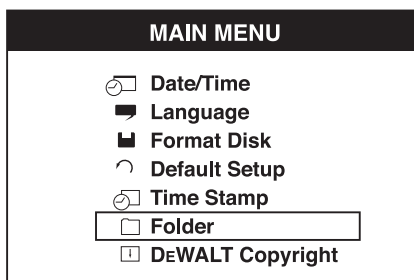 MAIN MENU
Date/Time
Language
Format Disk
Default Setup
Time Stamp
Folder
DEWALT Copyright